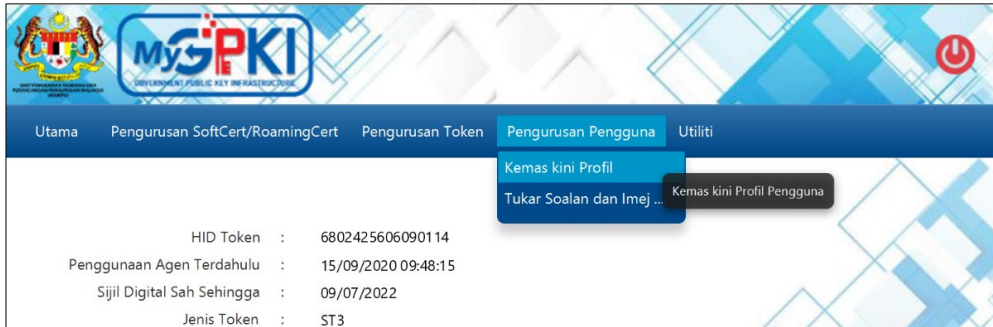 MyGPKI
GOVERNMENT PUBLIC KEY INFRASTRUCTURE
Utama Pengurusan SoftCert/RoamingCert Pengurusan Token Pengurusan Pengguna Utiliti
Kemas kini Profil
Tukar Soalan dan Imej ...
Kemas kini Profil Pengguna
HID Token : 6802425606090114
Penggunaan Agen Terdahulu : 15/09/2020 09:48:15
Sijil Digital Sah Sehingga : 09/07/2022
Jenis Token : ST3